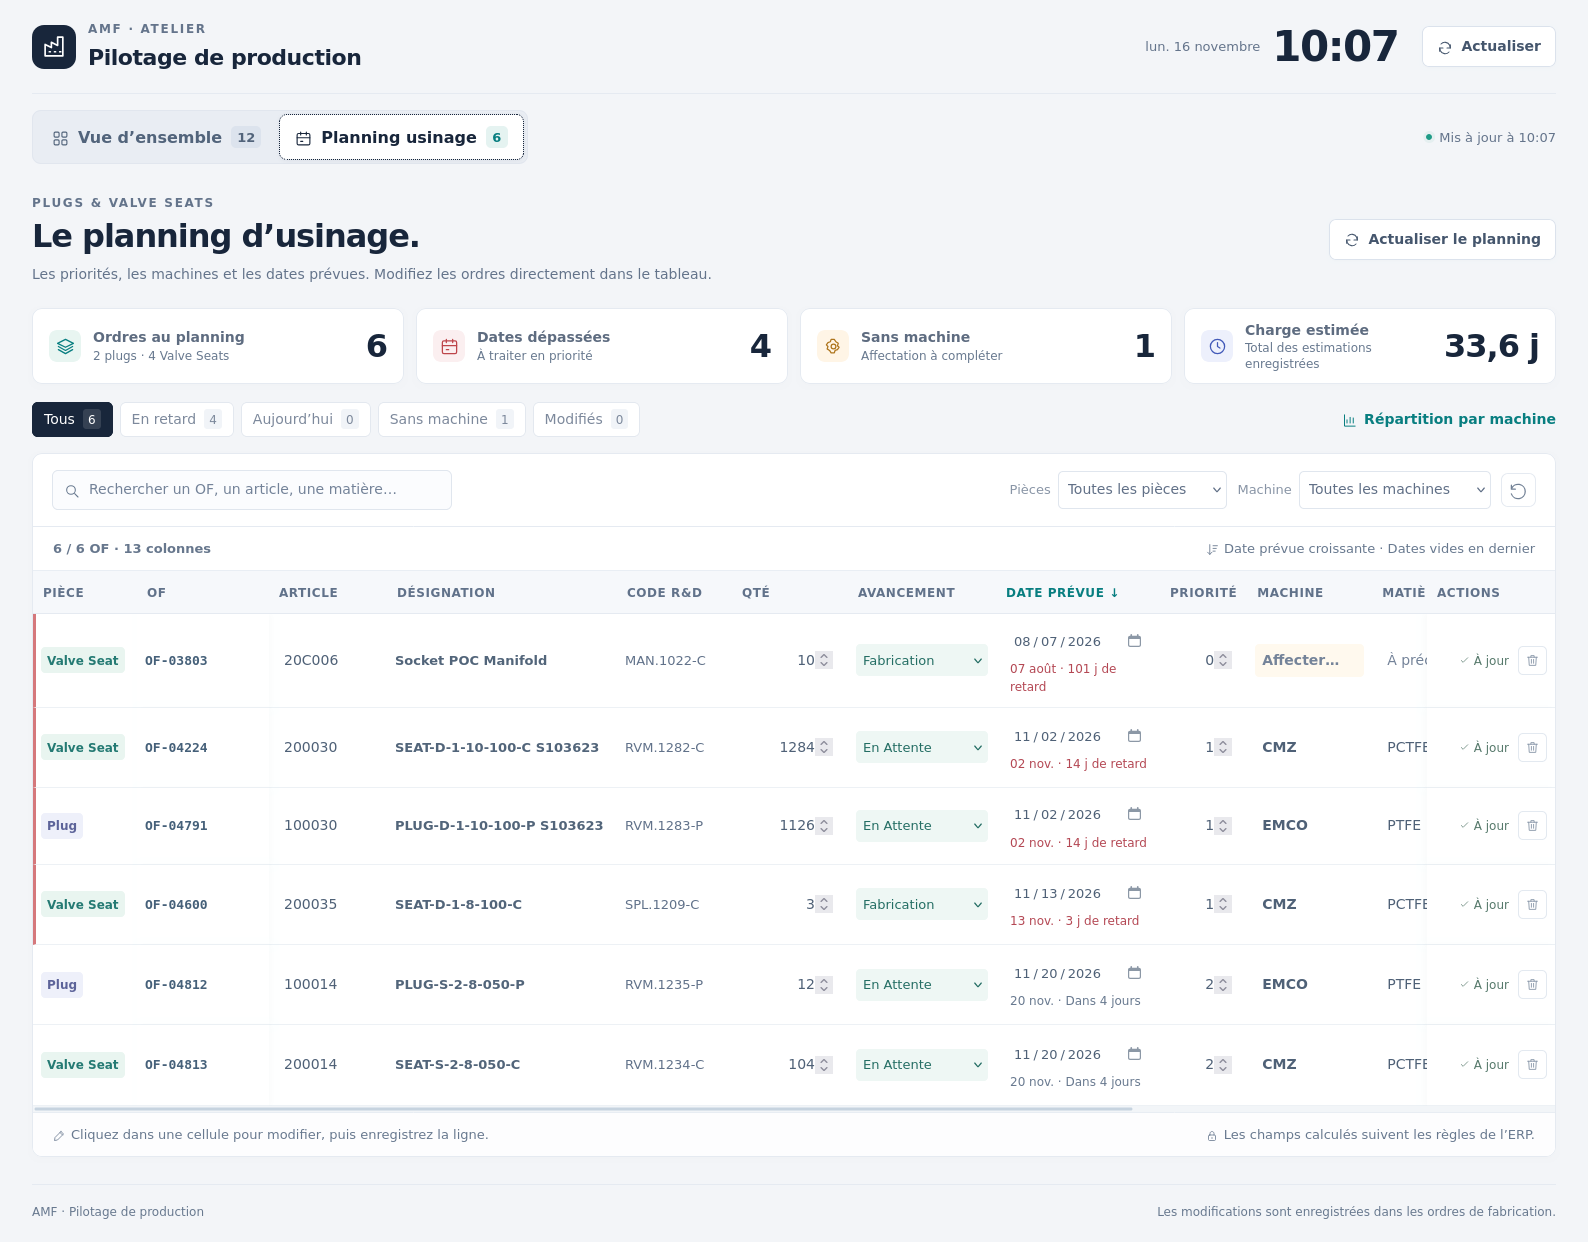 AMF · ATELIER
Pilotage de production
lun. 16 novembre
10:07
Actualiser
Vue d’ensemble 12
Planning usinage 6
Mis à jour à 10:07
PLUGS & VALVE SEATS
Le planning d’usinage.
Les priorités, les machines et les dates prévues. Modifiez les ordres directement dans le tableau.
Actualiser le planning
Ordres au planning
2 plugs · 4 Valve Seats
6
Dates dépassées
À traiter en priorité
4
Sans machine
Affectation à compléter
1
Charge estimée
Total des estimations
enregistrées
33,6 j
Tous 6
En retard 4
Aujourd’hui 0
Sans machine 1
Modifiés 0
Répartition par machine
Rechercher un OF, un article, une matière…
Pièces Toutes les pièces
Machine Toutes les machines
6 / 6 OF · 13 colonnes
Date prévue croissante · Dates vides en dernier
PIÈCE OF ARTICLE DÉSIGNATION CODE R&D QTÉ AVANCEMENT DATE PRÉVUE ↓ PRIORITÉ MACHINE MATIÈ ACTIONS
Valve Seat OF-03803 20C006 Socket POC Manifold MAN.1022-C 10 Fabrication 08 / 07 / 2026 0 Affecter… À préc À jour
07 août · 101 j de
retard
Valve Seat OF-04224 200030 SEAT-D-1-10-100-C S103623 RVM.1282-C 1284 En Attente 11 / 02 / 2026 1 CMZ PCTFE À jour
02 nov. · 14 j de retard
Plug OF-04791 100030 PLUG-D-1-10-100-P S103623 RVM.1283-P 1126 En Attente 11 / 02 / 2026 1 EMCO PTFE À jour
02 nov. · 14 j de retard
Valve Seat OF-04600 200035 SEAT-D-1-8-100-C SPL.1209-C 3 Fabrication 11 / 13 / 2026 1 CMZ PCTFE À jour
13 nov. · 3 j de retard
Plug OF-04812 100014 PLUG-S-2-8-050-P RVM.1235-P 12 En Attente 11 / 20 / 2026 2 EMCO PTFE À jour
20 nov. · Dans 4 jours
Valve Seat OF-04813 200014 SEAT-S-2-8-050-C RVM.1234-C 104 En Attente 11 / 20 / 2026 2 CMZ PCTFE À jour
20 nov. · Dans 4 jours
Cliquez dans une cellule pour modifier, puis enregistrez la ligne.
Les champs calculés suivent les règles de l’ERP.
AMF · Pilotage de production
Les modifications sont enregistrées dans les ordres de fabrication.